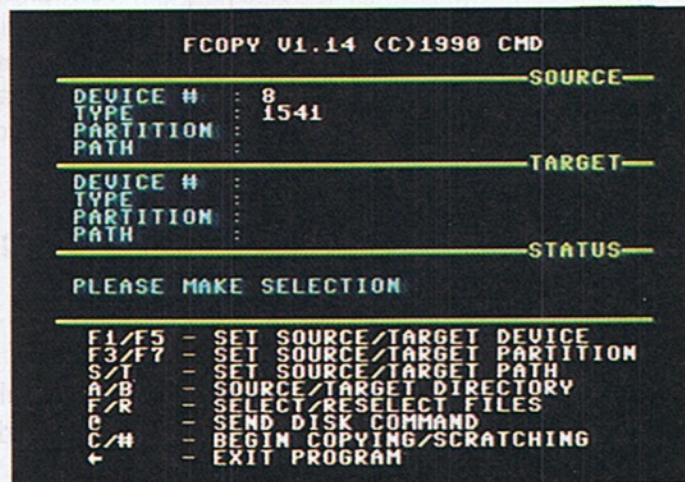 FCOPY V1.14 (C)1990 CMD
SOURCE
DEVICE # : 8
TYPE : 1541
PARTITION :
PATH :
TARGET
DEVICE # :
TYPE :
PARTITION :
PATH :
STATUS
PLEASE MAKE SELECTION
F1/F5 - SET SOURCE/TARGET DEVICE
F3/F7 - SET SOURCE/TARGET PARTITION
S/T - SET SOURCE/TARGET PATH
A/B - SOURCE/TARGET DIRECTORY
F/R - SELECT/RESELECT FILES
@ - SEND DISK COMMAND
C/# - BEGIN COPYING/SCRATCHING
← - EXIT PROGRAM